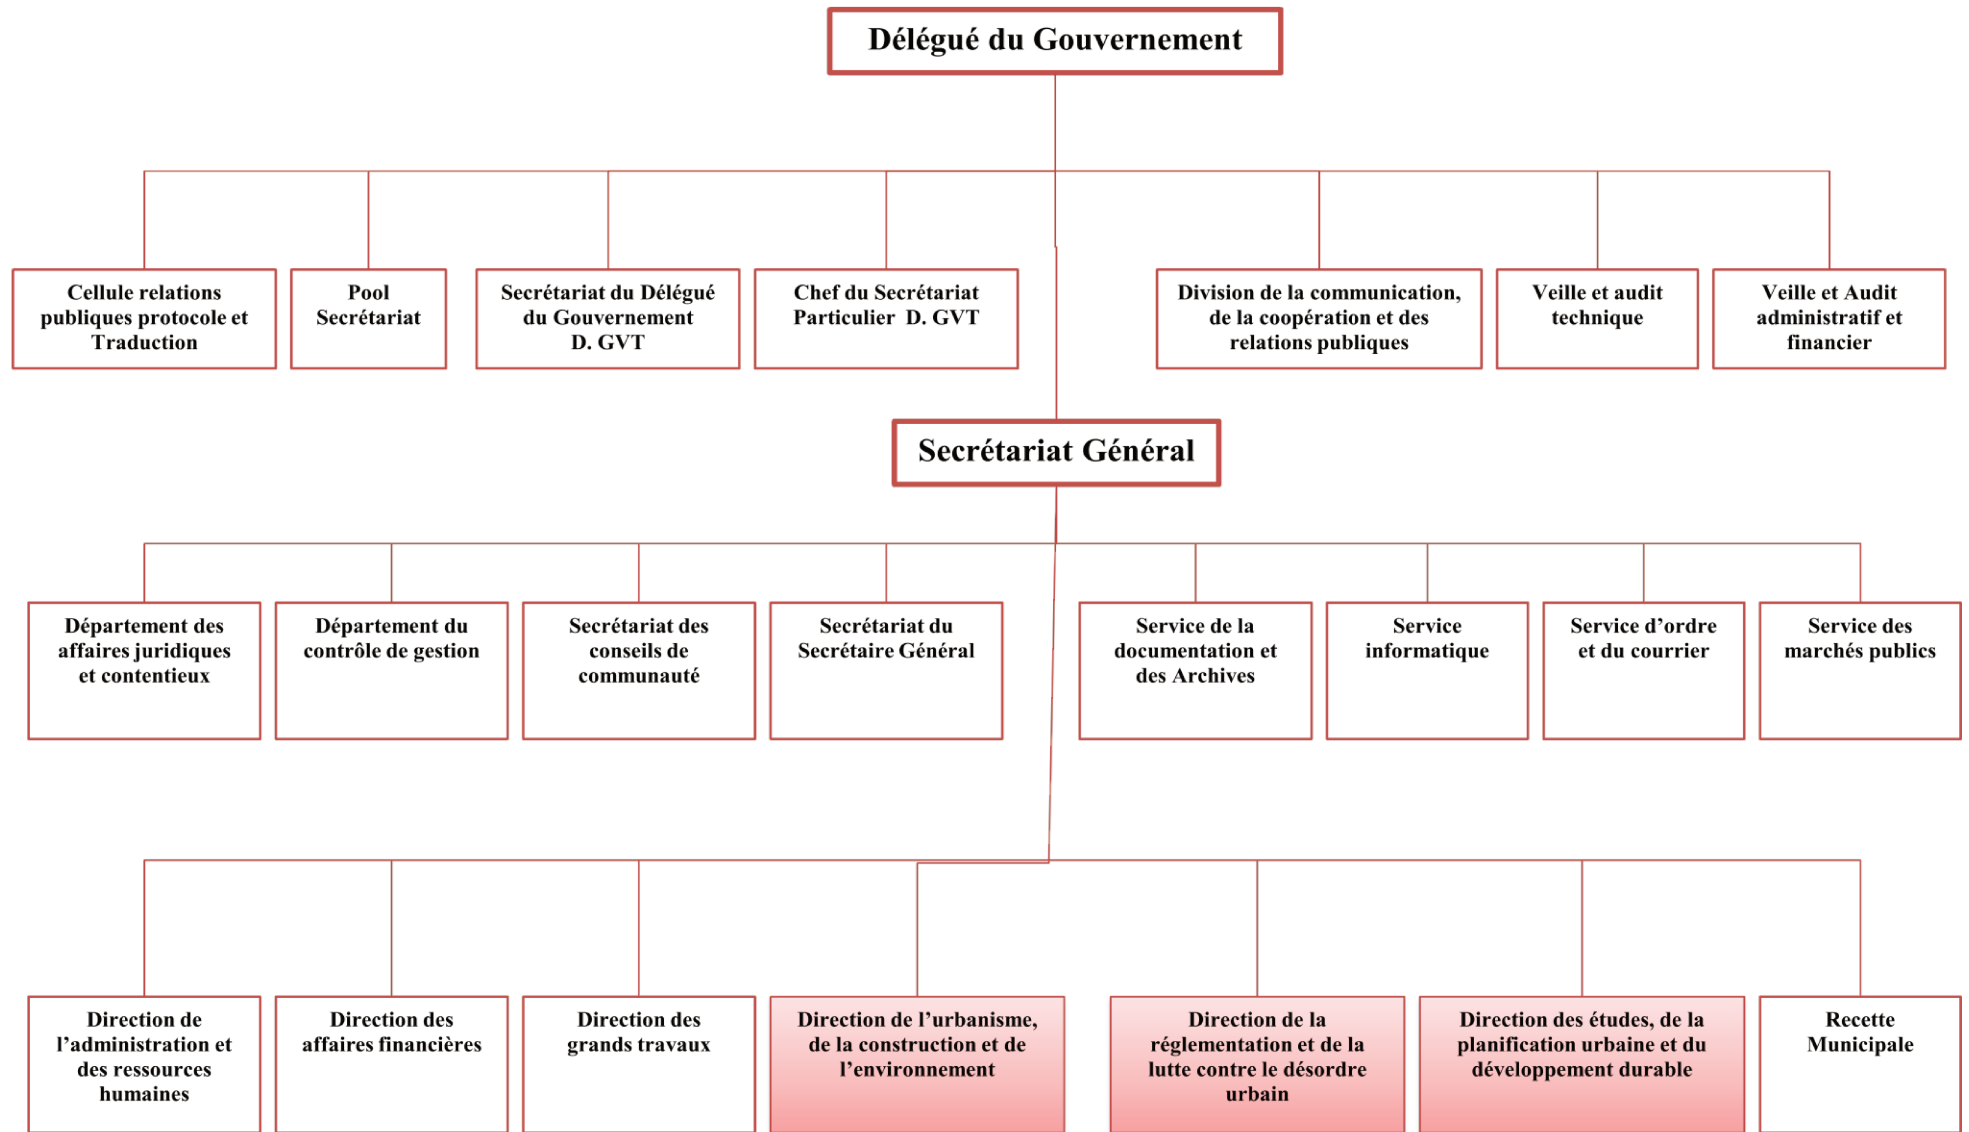 Délégué du Gouvernement
Cellule relations
publiques protocole et
Traduction
Pool
Secrétariat
Secrétariat du Délégué
du Gouvernement
D. GVT
Chef du Secrétariat
Particulier D. GVT
Division de la communication,
de la coopération et des
relations publiques
Veille et audit
technique
Veille et Audit
administratif et
financier
Secrétariat Général
Département des
affaires juridiques
et contentieux
Département du
contrôle de gestion
Secrétariat des
conseils de
communauté
Secrétariat du
Secrétaire Général
Service de la
documentation et
des Archives
Service
informatique
Service d’ordre
et du courrier
Service des
marchés publics
Direction de
l’administration et
des ressources
humaines
Direction des
affaires financières
Direction des
grands travaux
Direction de l’urbanisme,
de la construction et de
l’environnement
Direction de la
réglementation et de la
lutte contre le désordre
urbain
Direction des études, de la
planification urbaine et du
développement durable
Recette
Municipale